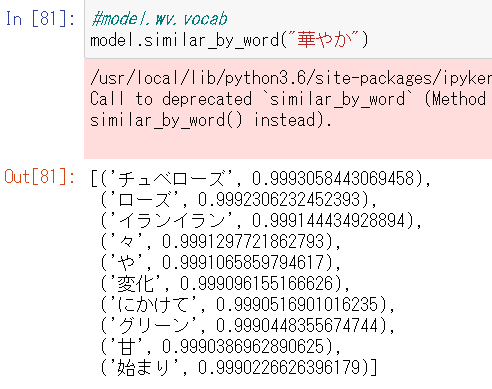 In [81]: #model.wv.vocab
model.similar_by_word("華やか")
/usr/local/lib/python3.6/site-packages/ipyker
Call to deprecated `similar_by_word` (Method
similar_by_word() instead).
Out[81]: [('チュベローズ', 0.9993058443069458),
('ローズ', 0.9992306232452393),
('イランイラン', 0.999144434928894),
('々', 0.9991297721862793),
('や', 0.9991065859794617),
('変化', 0.999096155166626),
('にかけて', 0.9990516901016235),
('グリーン', 0.9990448355674744),
('甘', 0.9990386962890625),
('始まり', 0.9990226626396179)]